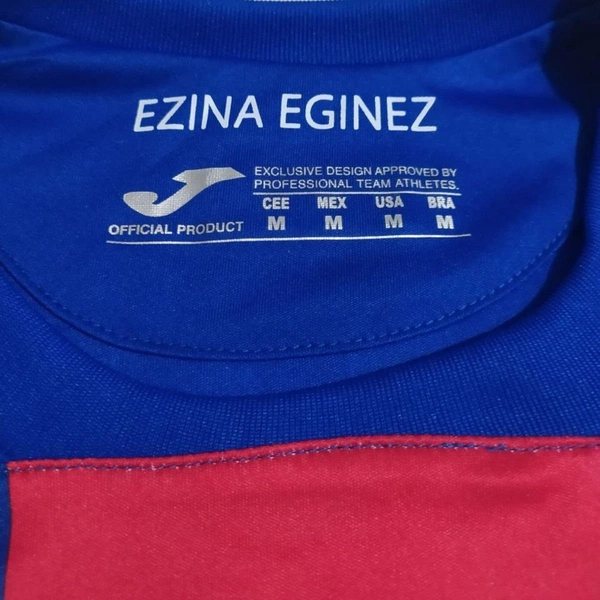 EZINA EGINEZ
EXCLUSIVE DESIGN APPROVED BY
PROFESSIONAL TEAM ATHLETES.
CEE MEX USA BRA
M M M M
OFFICIAL PRODUCT